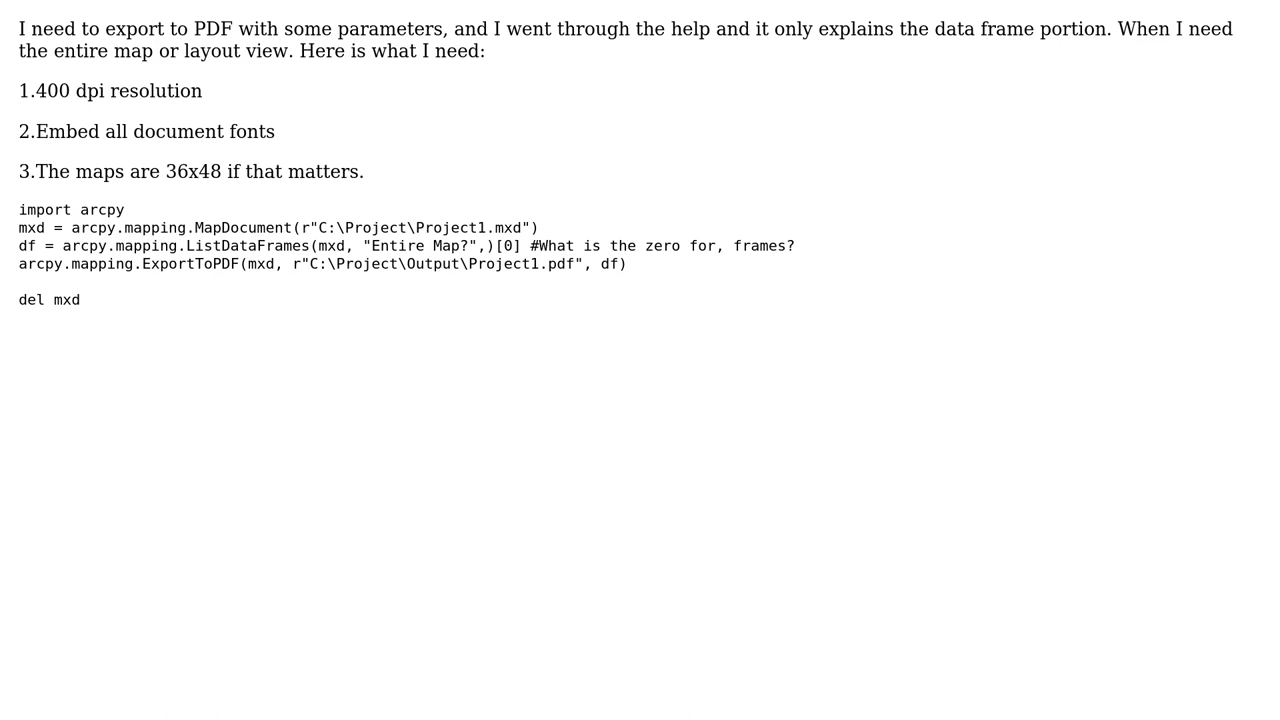 I need to export to PDF with some parameters, and I went through the help and it only explains the data frame portion. When I need
the entire map or layout view. Here is what I need:
1.400 dpi resolution
2.Embed all document fonts
3.The maps are 36x48 if that matters.
import arcpy
mxd = arcpy.mapping.MapDocument(r"C:\Project\Project1.mxd")
df = arcpy.mapping.ListDataFrames(mxd, "Entire Map?",)[0] #What is the zero for, frames?
arcpy.mapping.ExportToPDF(mxd, r"C:\Project\Output\Project1.pdf", df)
del mxd